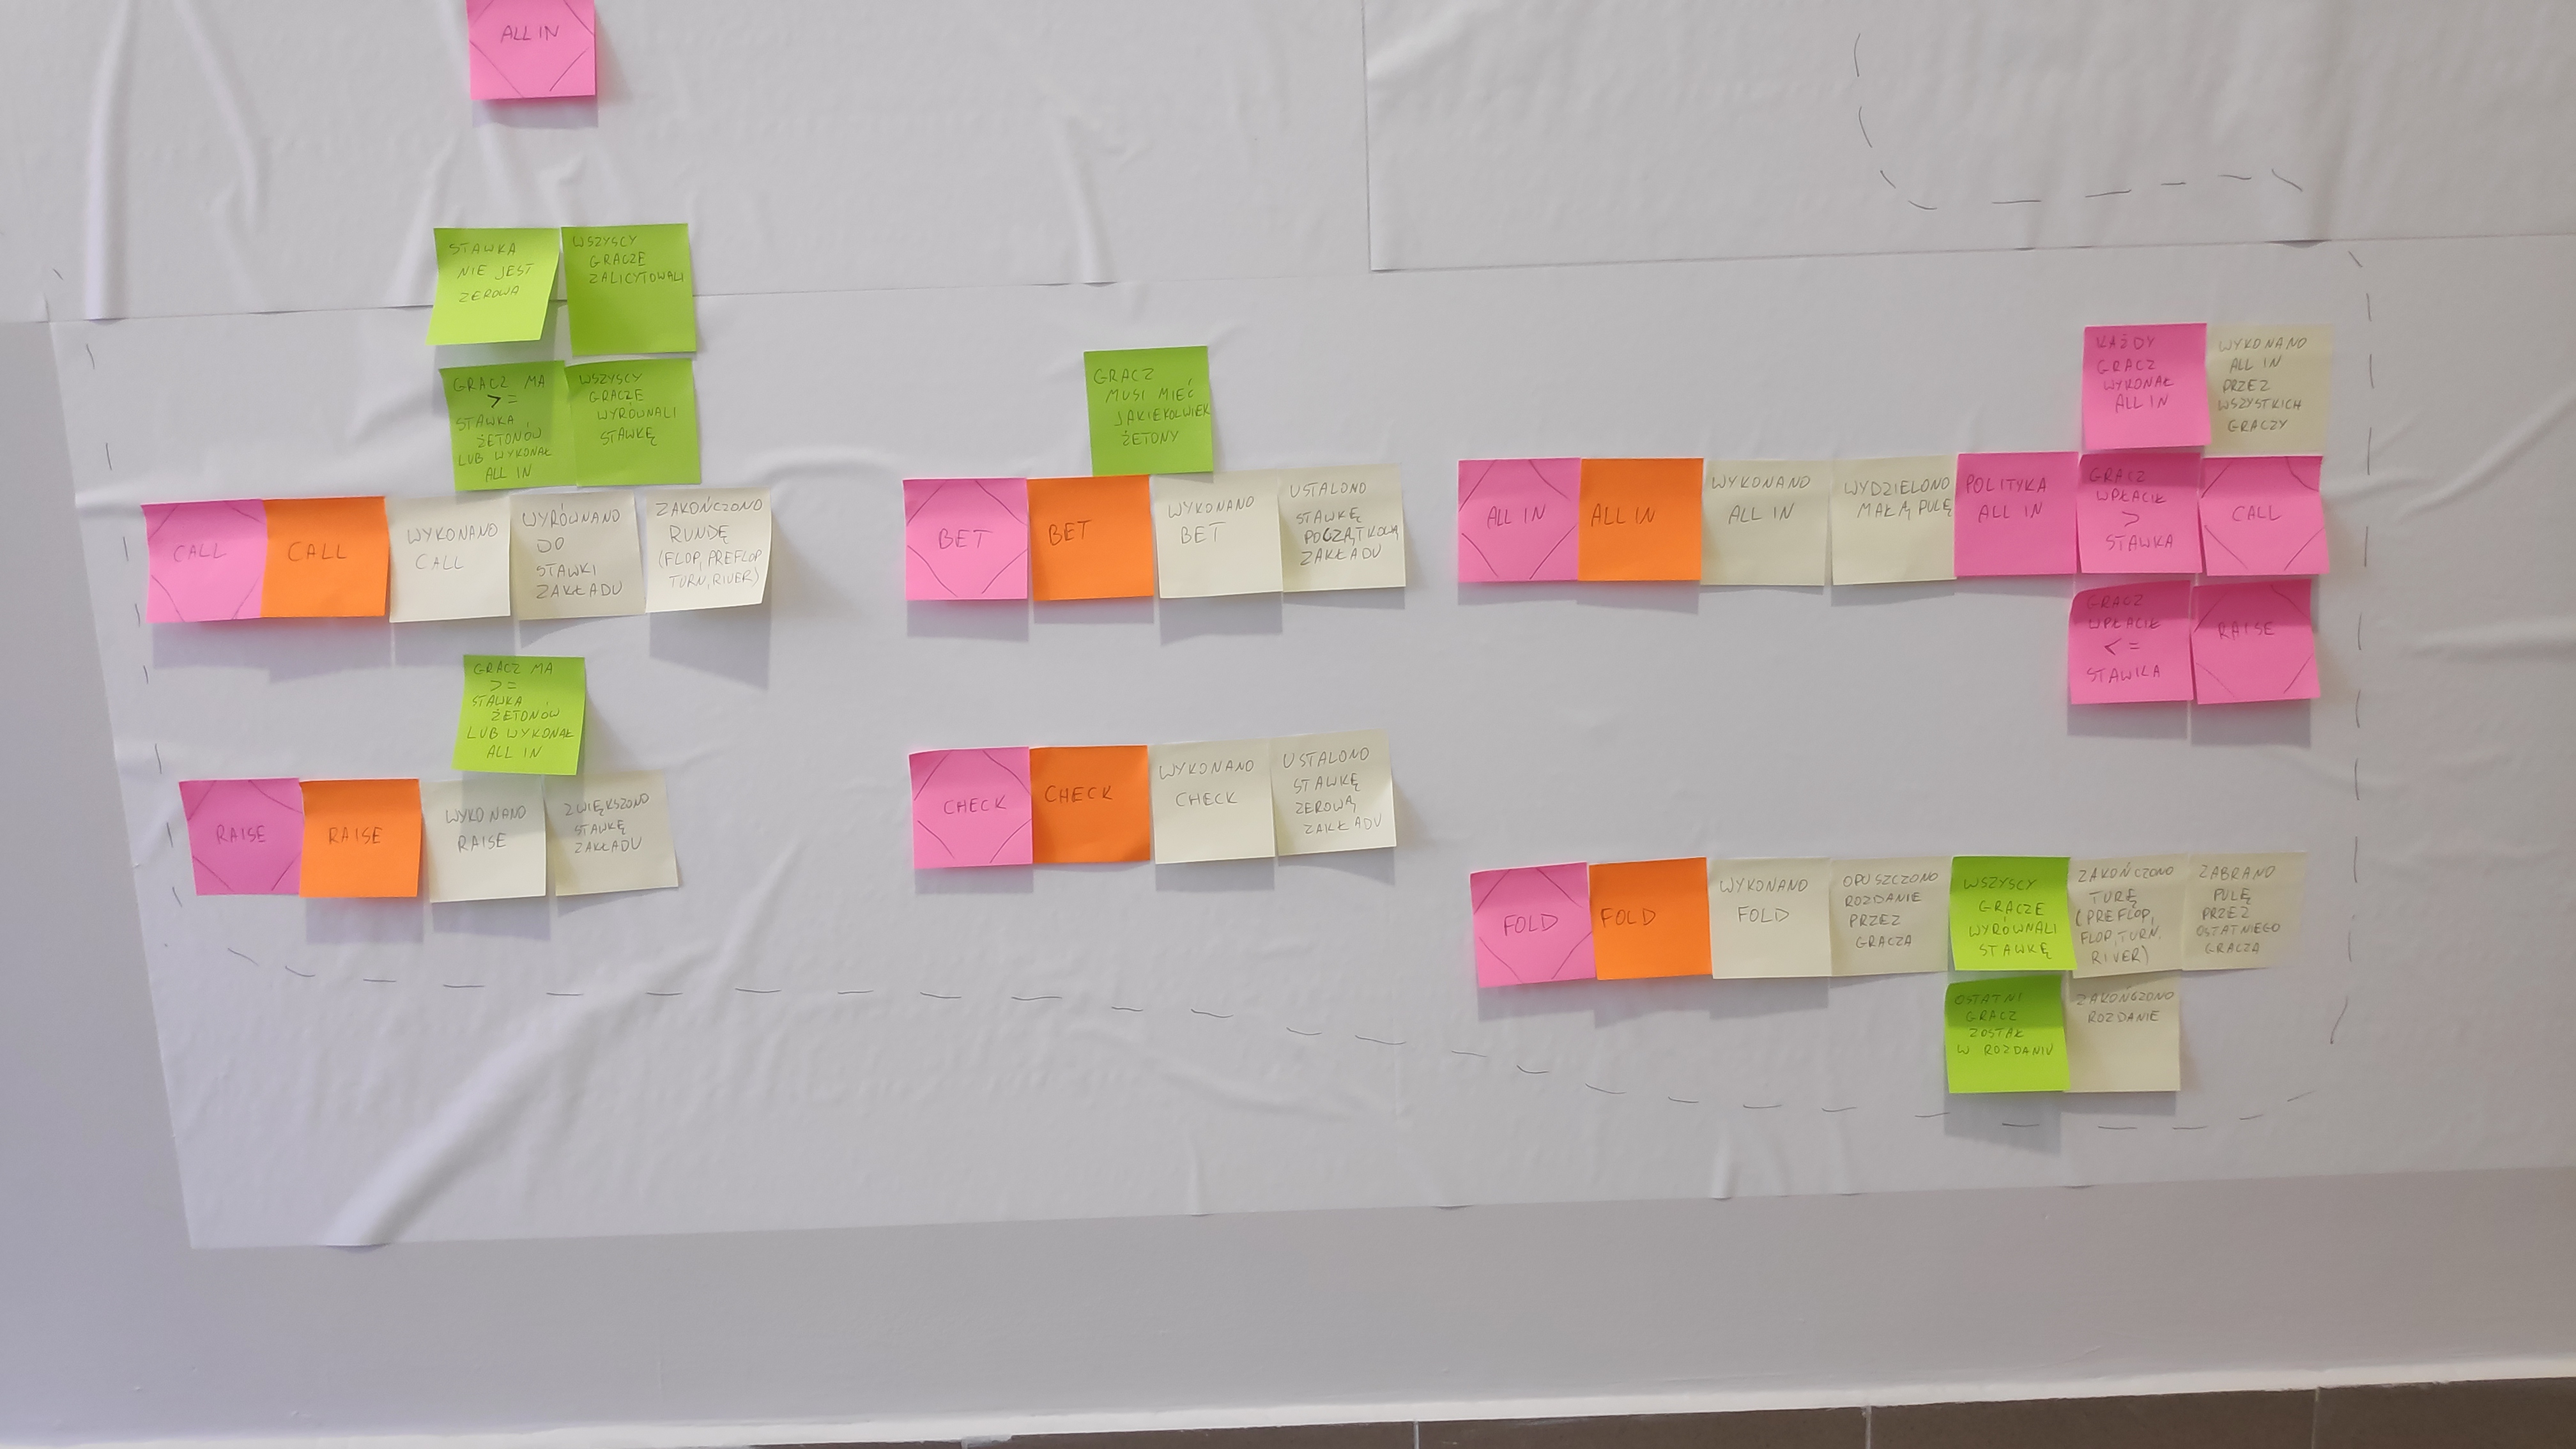 ALL IN
STAWKA
NIE JEST
ZEROWA
WSZYSCY
GRACZE
ZALICYTOWALI
GRACZ MA
>=
STAWKA
ŻETONÓW
LUB WYKONAŁ
ALL IN
WSZYSCY
GRACZE
WYRÓWNALI
STAWKĘ
CALL
CALL
WYKONANO
CALL
WYRÓWNANO
DO
STAWKI
ZAKŁADU
ZAKOŃCZONO
RUNDĘ
(FLOP, PREFLOP
TURN, RIVER)
GRACZ MA
>=
STAWKA
ŻETONÓW
LUB WYKONAŁ
ALL IN
RAISE
RAISE
WYKONANO
RAISE
ZWIĘKSZONO
STAWKĘ
ZAKŁADU
GRACZ
MUSI MIEĆ
JAKIEKOLWIEK
ŻETONY
BET
BET
WYKONANO
BET
USTALONO
STAWKĘ
POCZĄTKOWĄ
ZAKŁADU
CHECK
CHECK
WYKONANO
CHECK
USTALONO
STAWKĘ
ZEROWĄ
ZAKŁADU
KAŻDY
GRACZ
WYKONAŁ
ALL IN
WYKONANO
ALL IN
PRZEZ
WSZYSTKICH
GRACZY
ALL IN
ALL IN
WYKONANO
ALL IN
WYDZIELONO
MAŁĄ PULĘ
POLITYKA
ALL IN
GRACZ
WPŁACIŁ
>
STAWKA
CALL
GRACZ
WPŁACIŁ
<=
STAWKA
RAISE
FOLD
FOLD
WYKONANO
FOLD
OPUSZCZONO
ROZDANIE
PRZEZ
GRACZA
WSZYSCY
GRACZE
WYRÓWNALI
STAWKĘ
ZAKOŃCZONO
TURĘ
(PREFLOP,
FLOP, TURN,
RIVER)
ZABRANO
PULĘ
PRZEZ
OSTATNIEGO
GRACZA
OSTATNI
GRACZ
ZOSTAŁ
W ROZDANIU
ZAKOŃCZONO
ROZDANIE